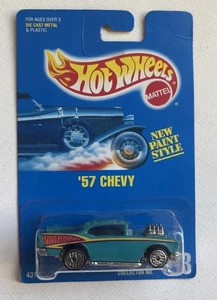 FOR AGES OVER 3
DIE CAST METAL
& PLASTIC
Hot Wheels
MATTEL
NEW
PAINT
STYLE
'57 CHEVY
COLLECTOR NO.